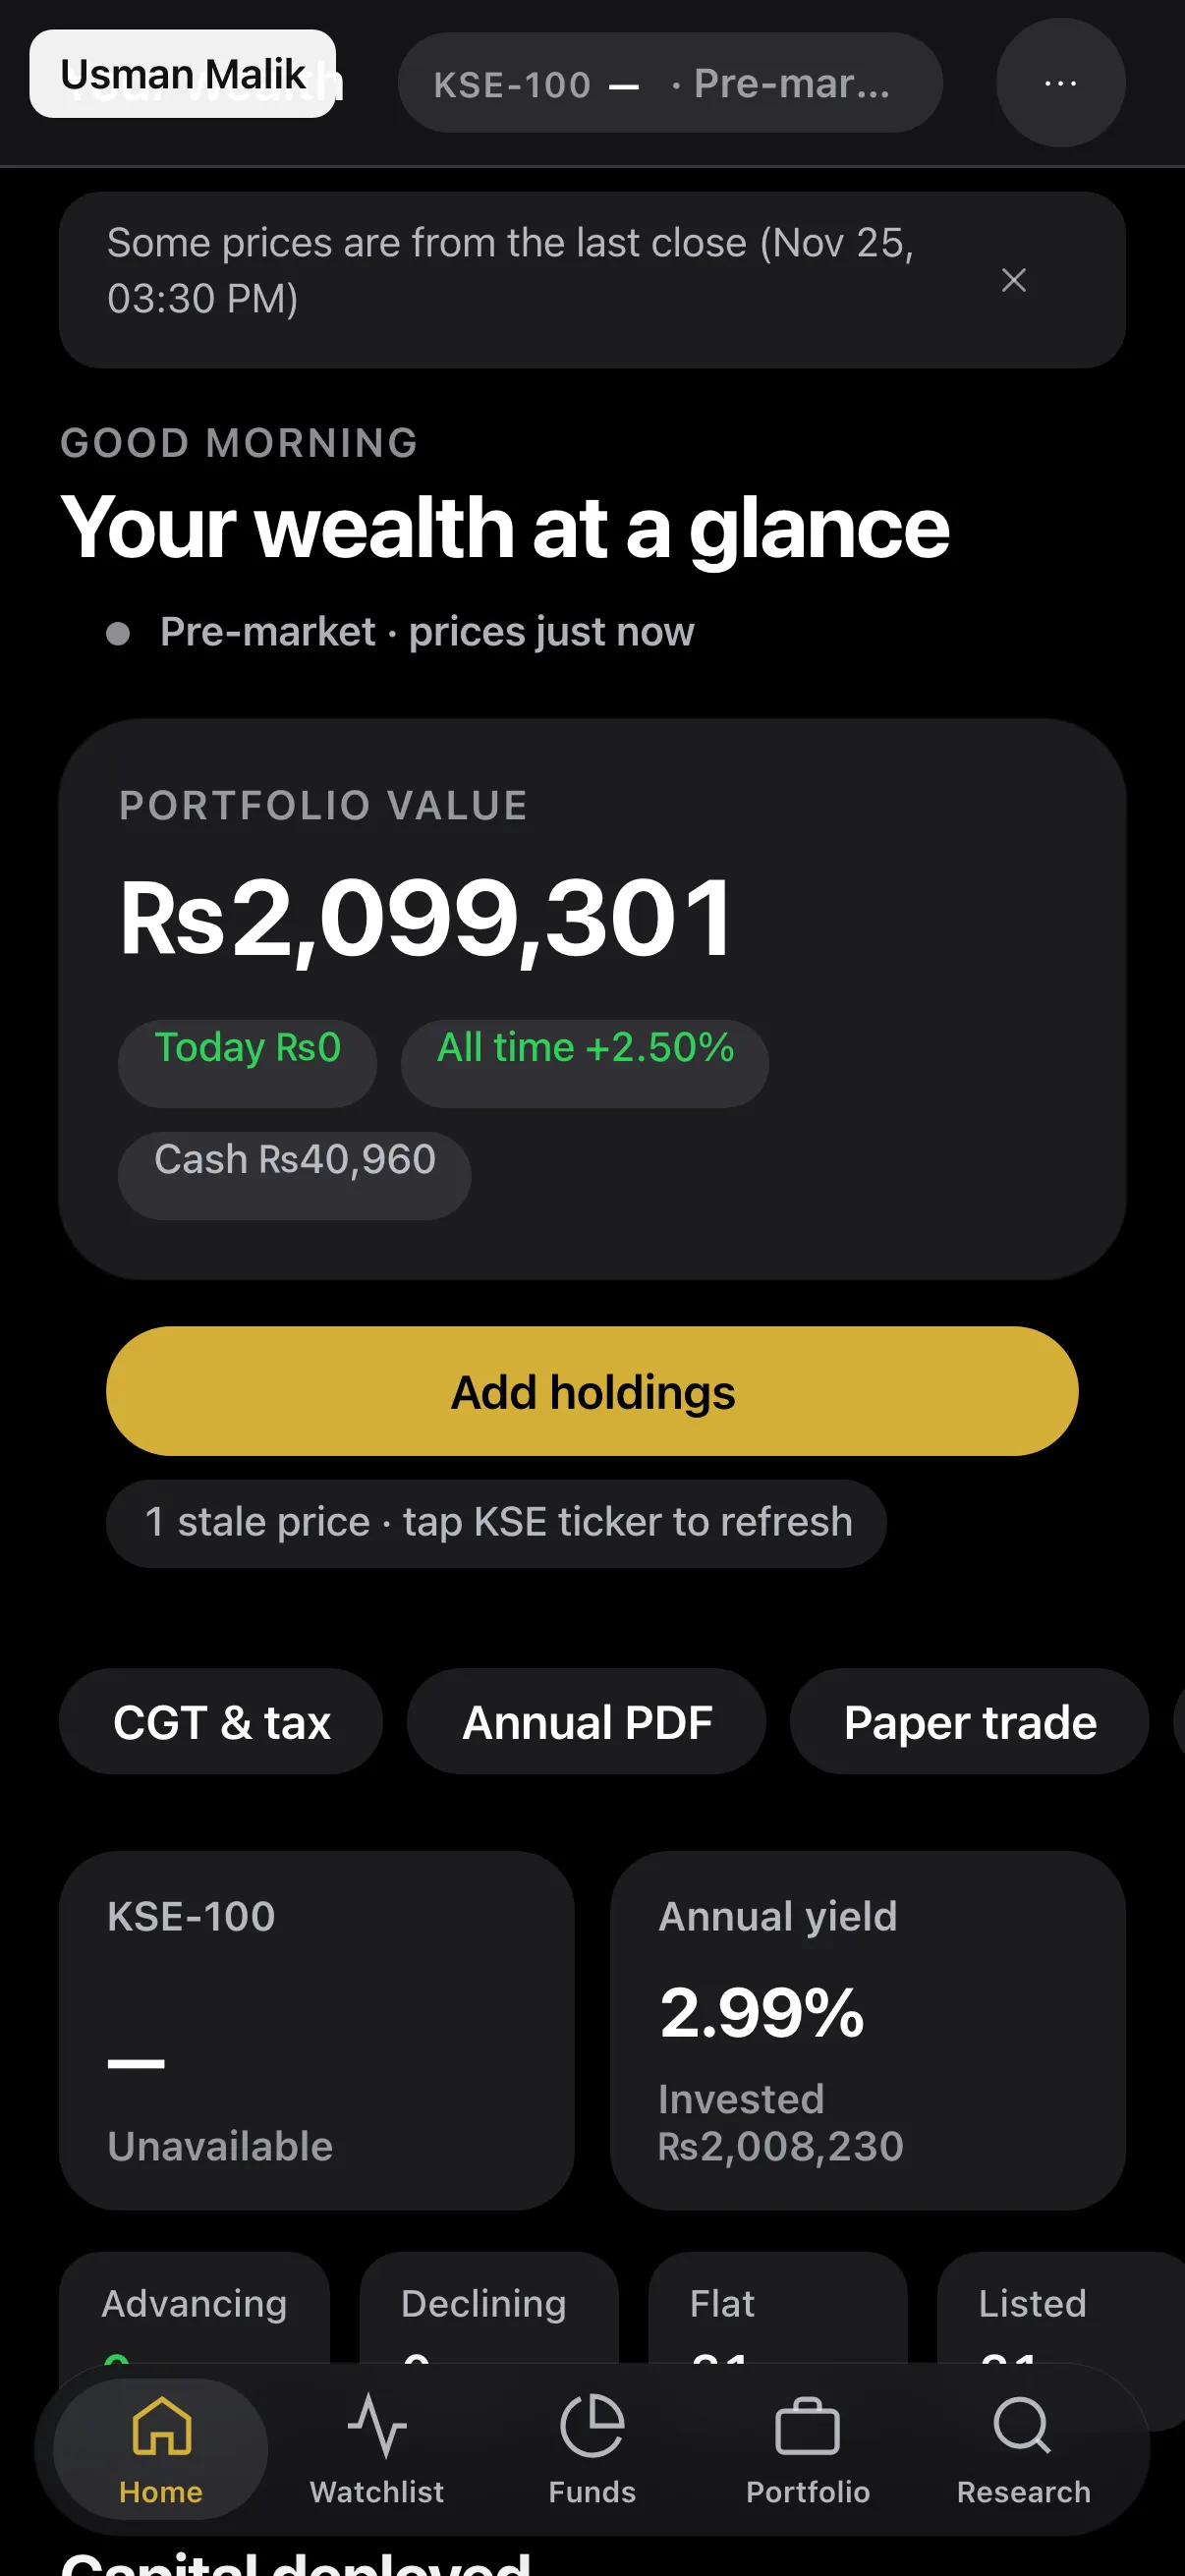 Usman Malik
KSE-100 — · Pre-mar...
Some prices are from the last close (Nov 25,
03:30 PM)
GOOD MORNING
Your wealth at a glance
Pre-market · prices just now
PORTFOLIO VALUE
₨2,099,301
Today ₨0
All time +2.50%
Cash ₨40,960
Add holdings
1 stale price · tap KSE ticker to refresh
CGT & tax
Annual PDF
Paper trade
KSE-100
—
Unavailable
Annual yield
2.99%
Invested
₨2,008,230
Advancing
Declining
Flat
Listed
Home
Watchlist
Funds
Portfolio
Research
Capital deployed